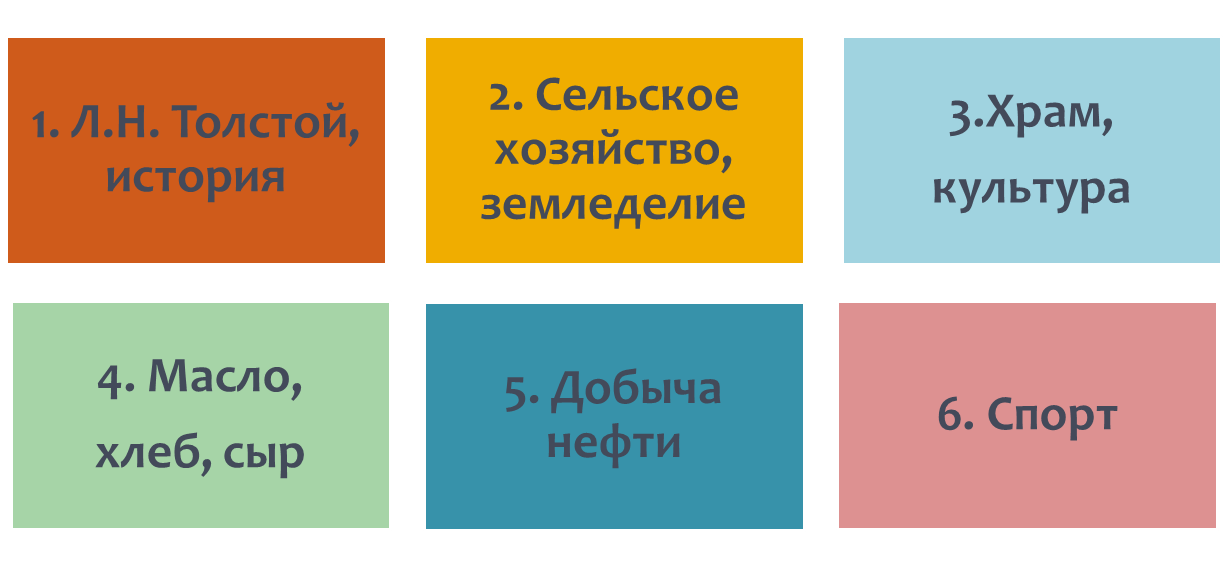 1. Л.Н. Толстой,
история
2. Сельское
хозяйство,
земледелие
3.Храм,
культура
4. Масло,
хлеб, сыр
5. Добыча
нефти
6. Спорт